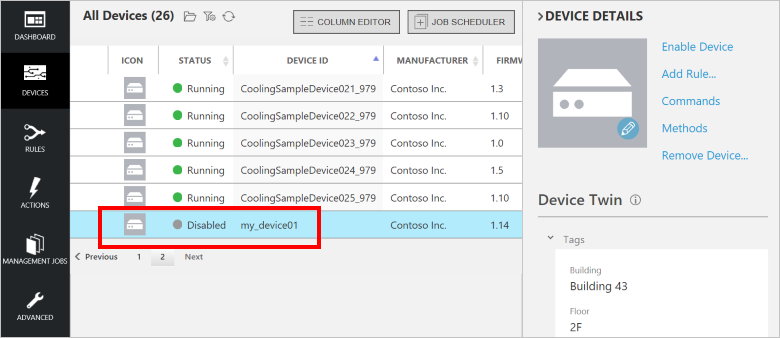 DASHBOARD
DEVICES
RULES
ACTIONS
MANAGEMENT JOBS
ADVANCED
All Devices (26)
COLUMN EDITOR
JOB SCHEDULER
ICON STATUS DEVICE ID MANUFACTURER FIRMW
Running CoolingSampleDevice021_979 Contoso Inc. 1.3
Running CoolingSampleDevice022_979 Contoso Inc. 1.10
Running CoolingSampleDevice023_979 Contoso Inc. 1.0
Running CoolingSampleDevice024_979 Contoso Inc. 1.5
Running CoolingSampleDevice025_979 Contoso Inc. 1.10
Disabled my_device01 Contoso Inc. 1.14
Previous 1 2 Next
DEVICE DETAILS
Enable Device
Add Rule...
Commands
Methods
Remove Device...
Device Twin
Tags
Building
Building 43
Floor
2F